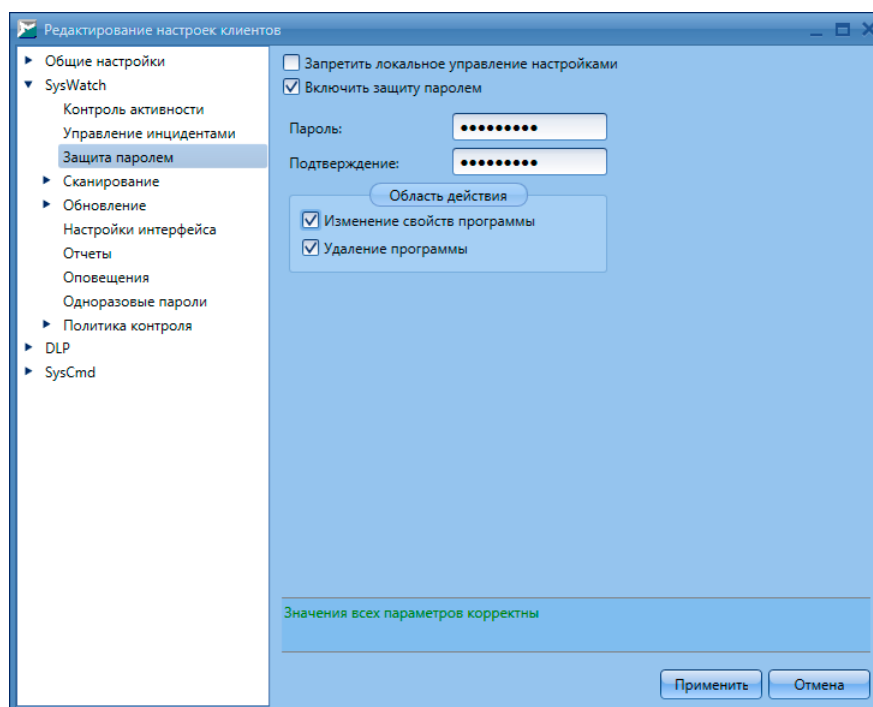 Редактирование настроек клиентов
Общие настройки
SysWatch
Контроль активности
Управление инцидентами
Защита паролем
Сканирование
Обновление
Настройки интерфейса
Отчеты
Оповещения
Одноразовые пароли
Политика контроля
DLP
SysCmd
Запретить локальное управление настройками
Включить защиту паролем
Пароль: •••••••••
Подтверждение: •••••••••
Область действия
Изменение свойств программы
Удаление программы
Значения всех параметров корректны
Применить Отмена